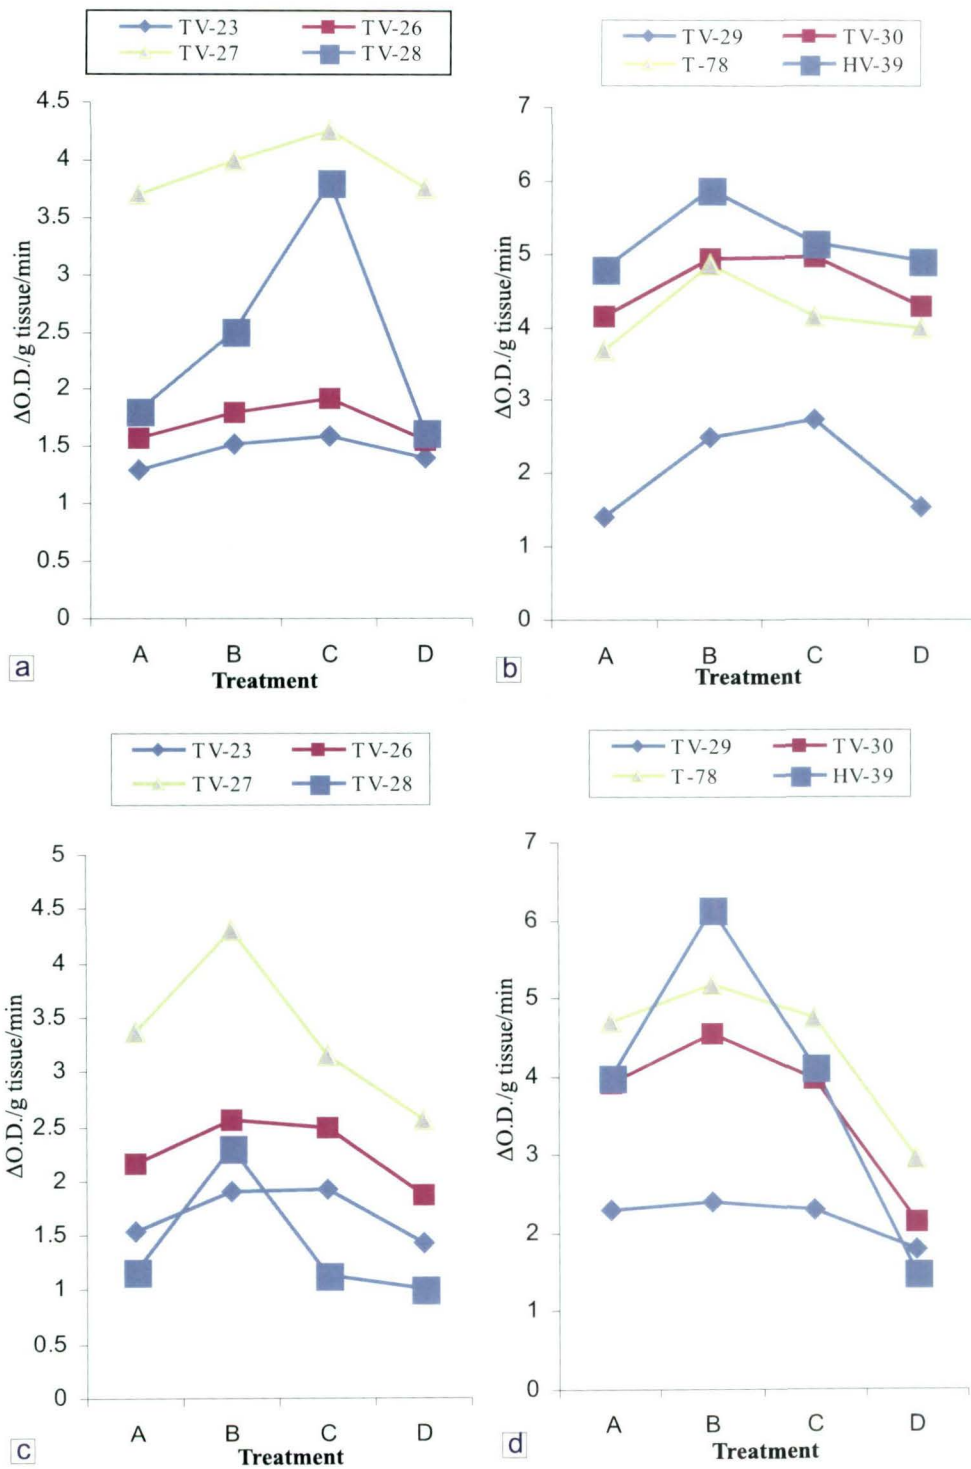 TV-23 TV-26
TV-27 TV-28
4.5
4
3.5
3
2.5
2
1.5
1
0.5
0
ΔO.D./g tissue/min
A B C D
Treatment
a
TV-29 TV-30
T-78 HV-39
7
6
5
4
3
2
1
0
ΔO.D./g tissue/min
A B C D
Treatment
b
TV-23 TV-26
TV-27 TV-28
5
4.5
4
3.5
3
2.5
2
1.5
1
0.5
0
ΔO.D./g tissue/min
A B C D
Treatment
c
TV-29 TV-30
T-78 HV-39
7
6
5
4
3
2
1
0
ΔO.D./g tissue/min
A B C D
Treatment
d